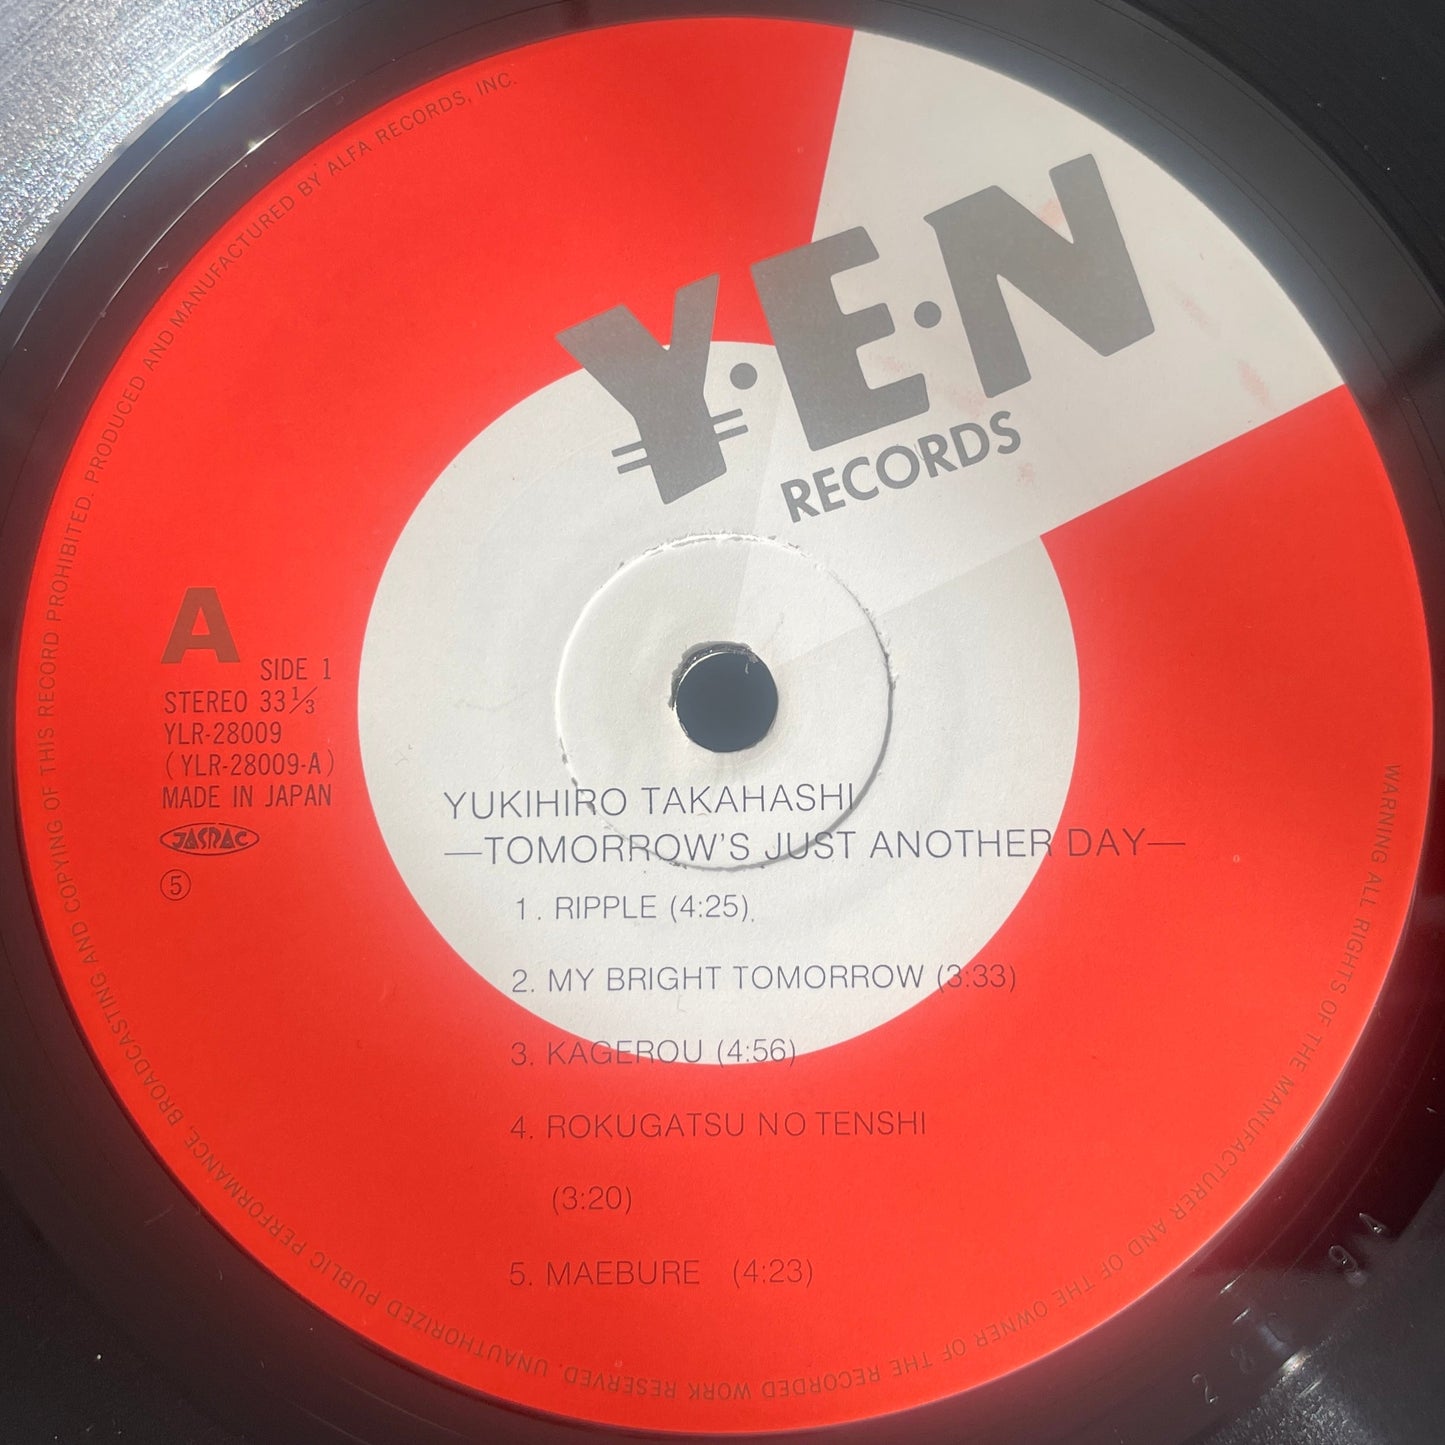 Y·E·N
RECORDS
A
SIDE 1
STEREO 33⅓
YLR-28009
(YLR-28009-A)
MADE IN JAPAN
JASRAC
⑤
YUKIHIRO TAKAHASHI
—TOMORROW'S JUST ANOTHER DAY—
1. RIPPLE (4:25)
2. MY BRIGHT TOMORROW (3:33)
3. KAGEROU (4:56)
4. ROKUGATSU NO TENSHI
(3:20)
5. MAEBURE (4:23)
WARNING ALL RIGHTS OF THE MANUFACTURER AND OF THE OWNER OF THE RECORDED WORK RESERVED. UNAUTHORIZED PUBLIC PERFORMANCE, BROADCASTING AND COPYING OF THIS RECORD PROHIBITED. PRODUCED AND MANUFACTURED BY ALFA RECORDS, INC.